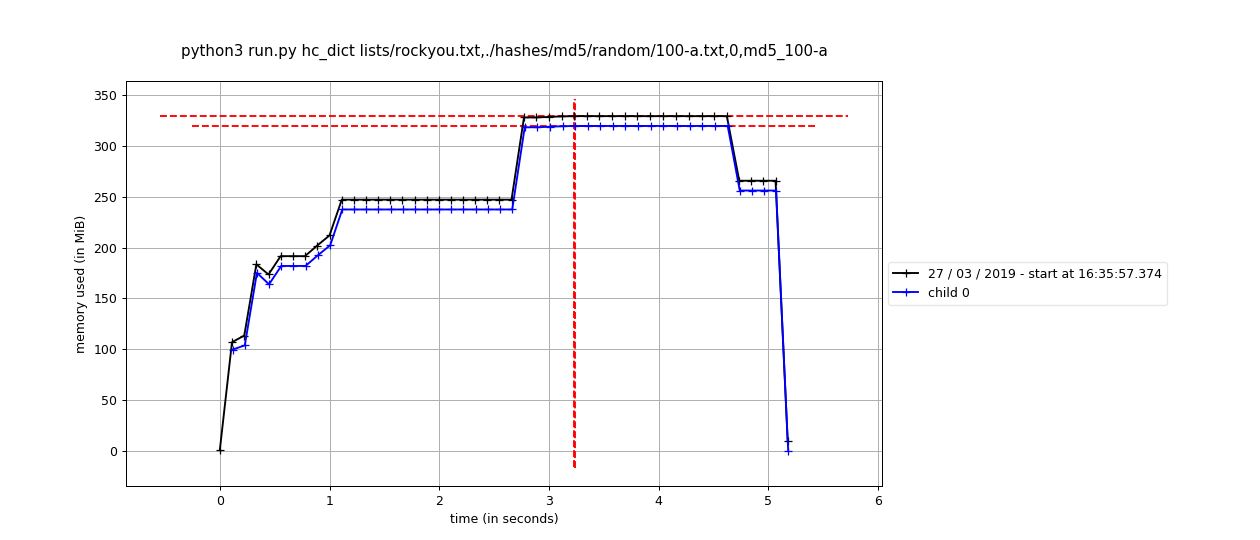 python3 run.py hc_dict lists/rockyou.txt,./hashes/md5/random/100-a.txt,0,md5_100-a
350
300
250
200
150
100
50
0
memory used (in MiB)
0 1 2 3 4 5 6
time (in seconds)
27 / 03 / 2019 - start at 16:35:57.374
child 0